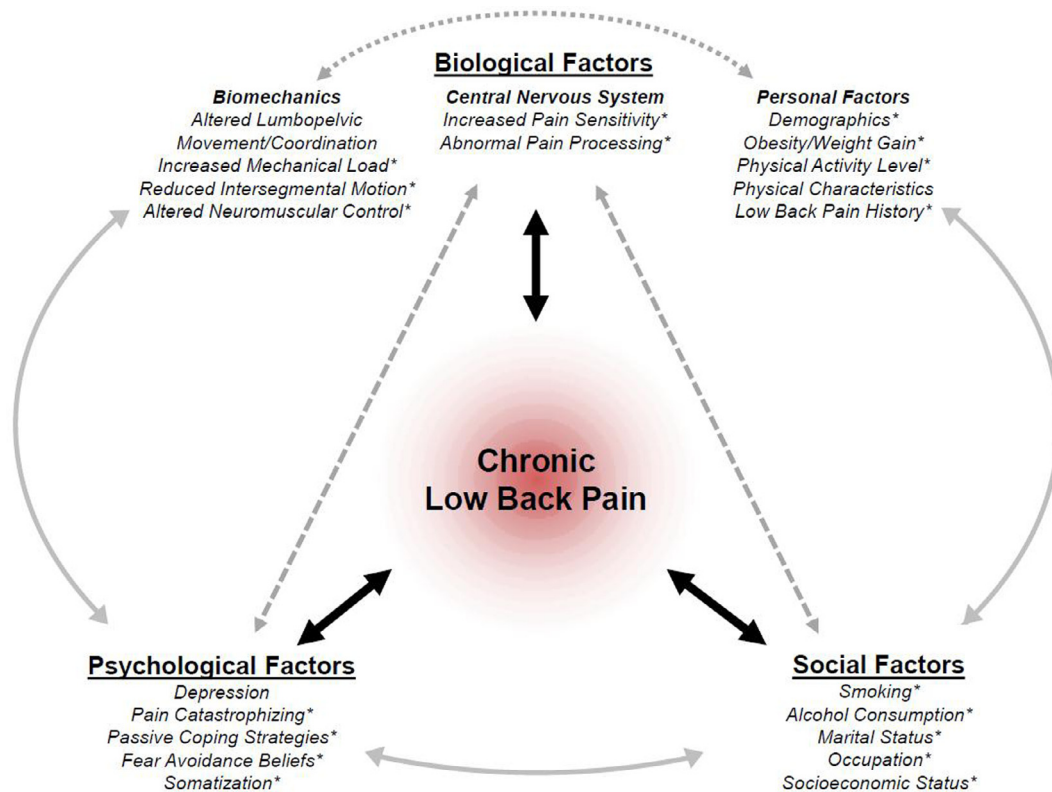 Biological Factors
Biomechanics
Altered Lumbopelvic
Movement/Coordination
Increased Mechanical Load*
Reduced Intersegmental Motion*
Altered Neuromuscular Control*
Central Nervous System
Increased Pain Sensitivity*
Abnormal Pain Processing*
Personal Factors
Demographics*
Obesity/Weight Gain*
Physical Activity Level*
Physical Characteristics
Low Back Pain History*
Chronic
Low Back Pain
Psychological Factors
Depression
Pain Catastrophizing*
Passive Coping Strategies*
Fear Avoidance Beliefs*
Somatization*
Social Factors
Smoking*
Alcohol Consumption*
Marital Status*
Occupation*
Socioeconomic Status*